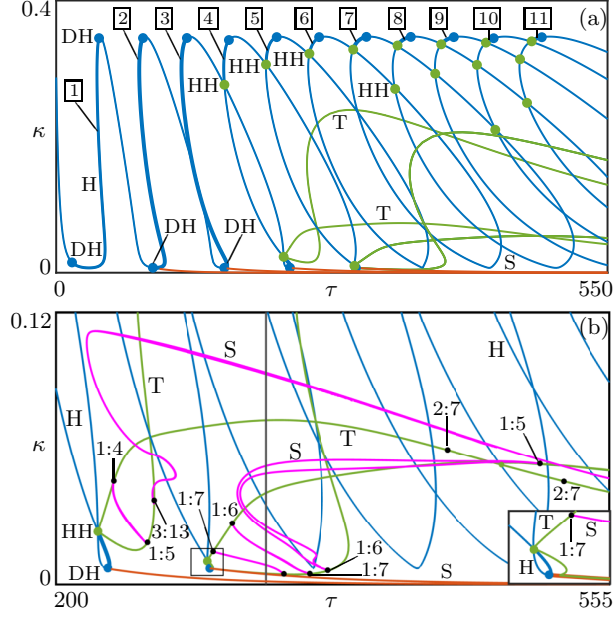 0.4
2 3 4 5 6 7 8 9 10 11 (a)
DH
HH HH HH
1 HH
κ T
H
T
DH DH DH
S
0
0 τ 550
0.12 (b)
S H
T
H 2:7
1:5
κ 1:4 S T
1:7 1:6 2:7
3:13
HH 1:5 1:6 T S
1:7 1:7
DH S H
0
200 τ 555